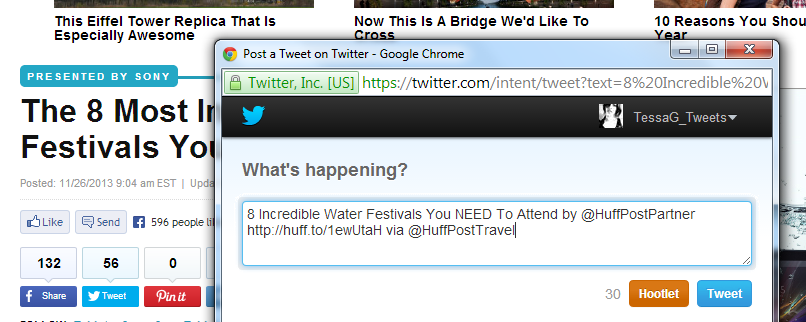 This Eiffel Tower Replica That Is
Especially Awesome
Now This Is A Bridge We'd Like To
Cross
10 Reasons You Shou
Year
Post a Tweet on Twitter - Google Chrome
Twitter, Inc. [US] https://twitter.com/intent/tweet?text=8%20Incredible%20
PRESENTED BY SONY
The 8 Most In
Festivals You
Posted: 11/26/2013 9:04 am EST | Upda
Like Send 596 people li
132 56 0
Share Tweet Pin it
TessaG_Tweets
What's happening?
8 Incredible Water Festivals You NEED To Attend by @HuffPostPartner
http://huff.to/1ewUtaH via @HuffPostTravel
30 Hootlet Tweet